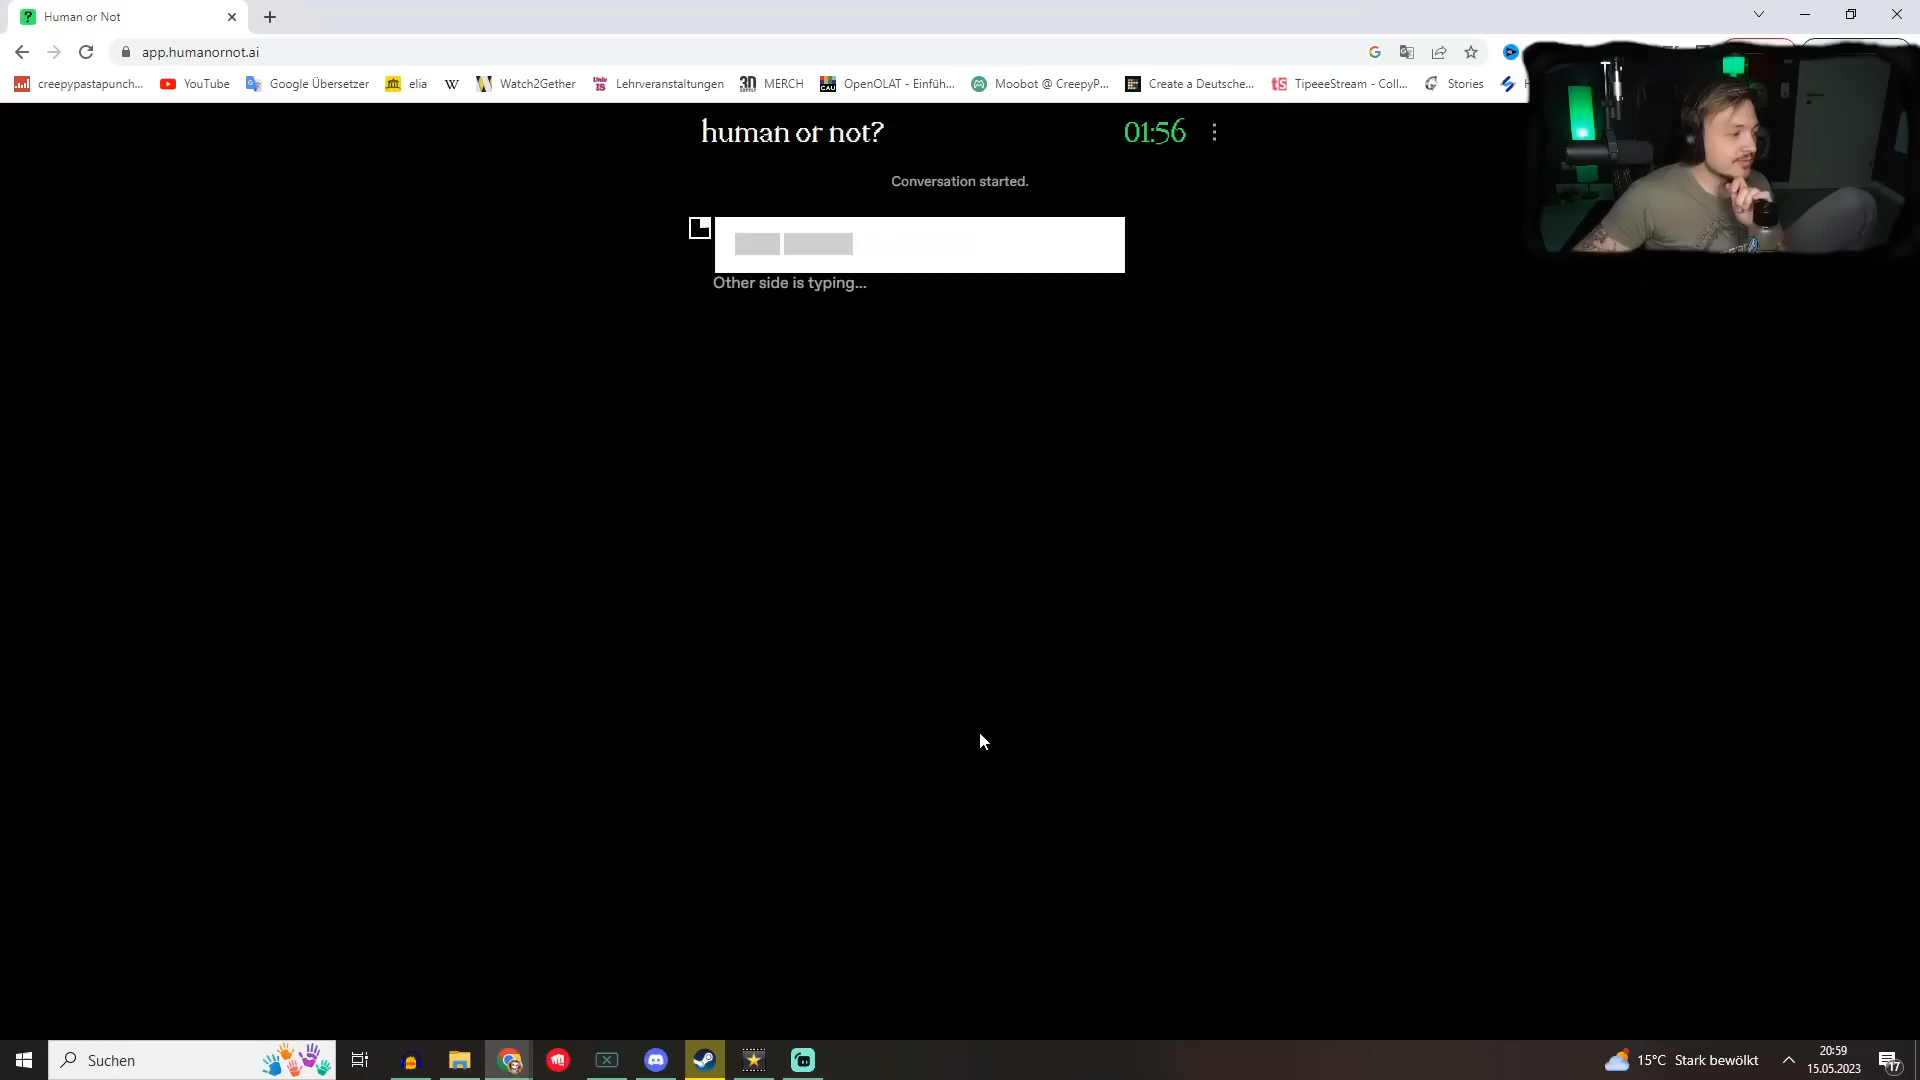 Human or Not
app.humanornot.ai
creepypastapunch...
YouTube
Google Übersetzer
elia
W
Watch2Gether
Lehrveranstaltungen
MERCH
OpenOLAT - Einfüh...
Moobot @ CreepyP...
Create a Deutsche...
TipeeeStream - Coll...
Stories
human or not?
01:56
Conversation started.
Other side is typing...
Suchen
15°C Stark bewölkt
20:59
15.05.2023
17